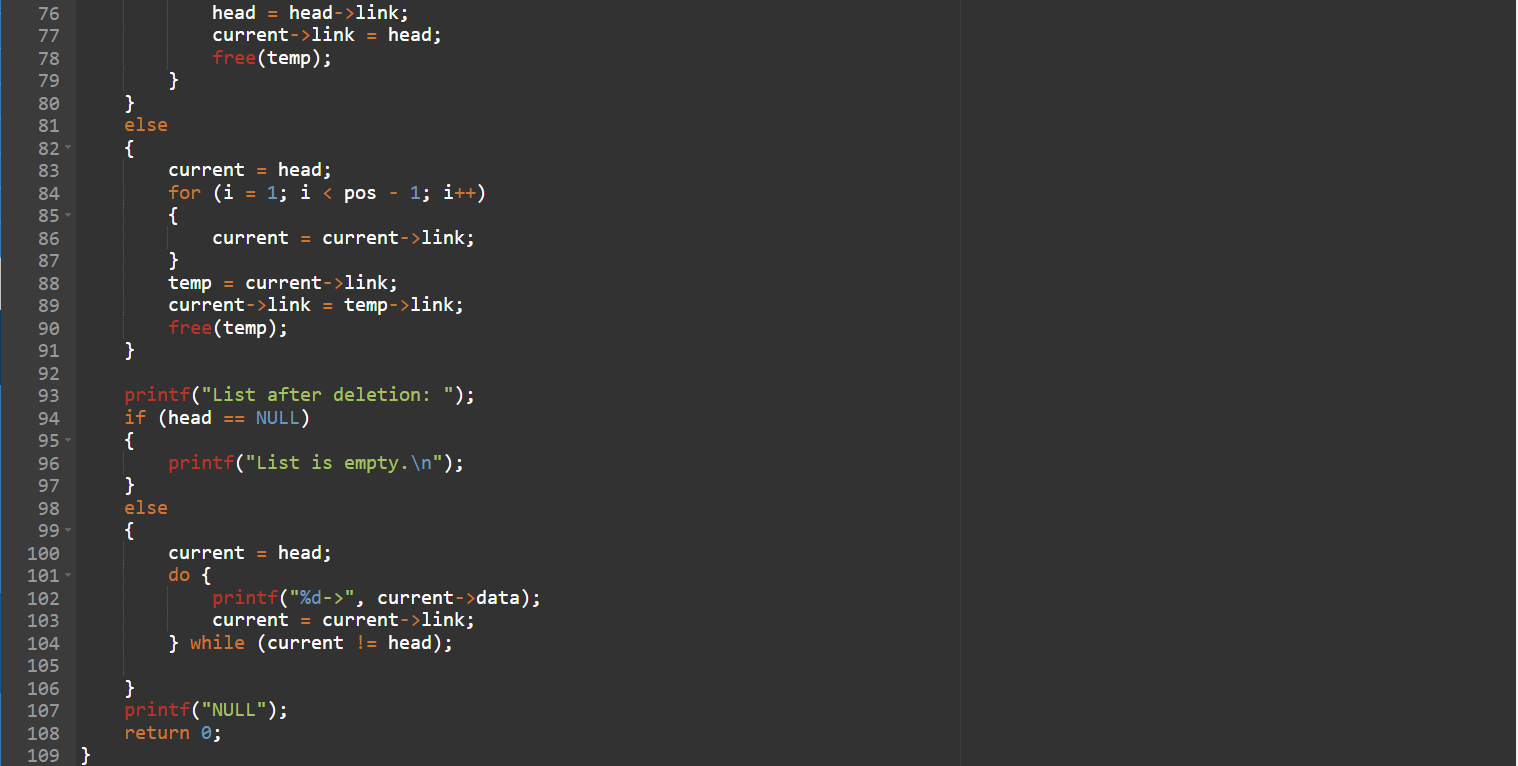 76 head = head->link;
77 current->link = head;
78 free(temp);
79 }
80 }
81 else
82 {
83 current = head;
84 for (i = 1; i < pos - 1; i++)
85 {
86 current = current->link;
87 }
88 temp = current->link;
89 current->link = temp->link;
90 free(temp);
91 }
92
93 printf("List after deletion: ");
94 if (head == NULL)
95 {
96 printf("List is empty.\n");
97 }
98 else
99 {
100 current = head;
101 do {
102 printf("%d->", current->data);
103 current = current->link;
104 } while (current != head);
105
106 }
107 printf("NULL");
108 return 0;
109 }